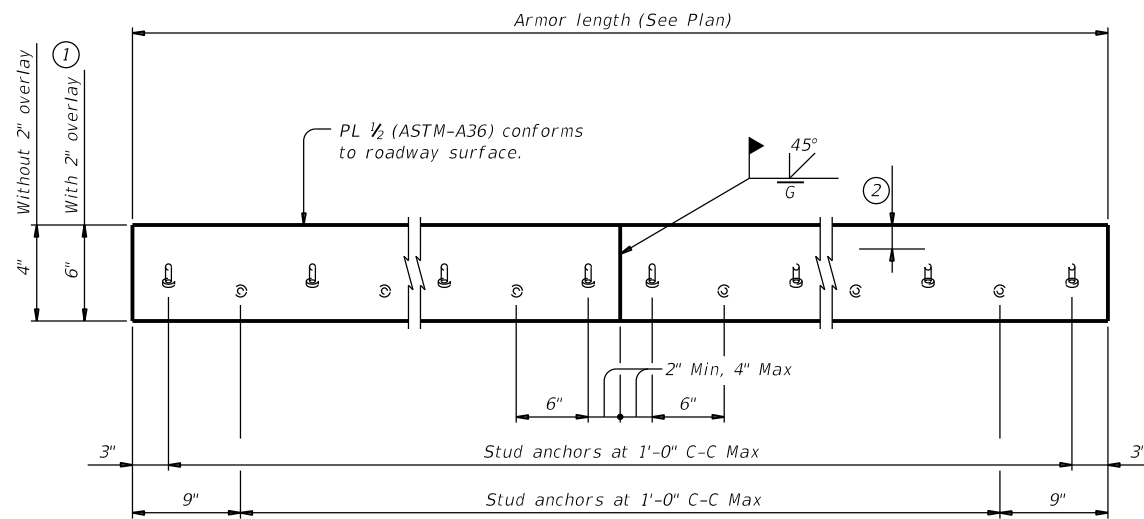 Armor length (See Plan)
Without 2" overlay
1
With 2" overlay
PL ½ (ASTM-A36) conforms
to roadway surface.
45°
G
2
4"
6"
2" Min, 4" Max
6"
6"
3"
Stud anchors at 1'-0" C-C Max
3"
9"
Stud anchors at 1'-0" C-C Max
9"